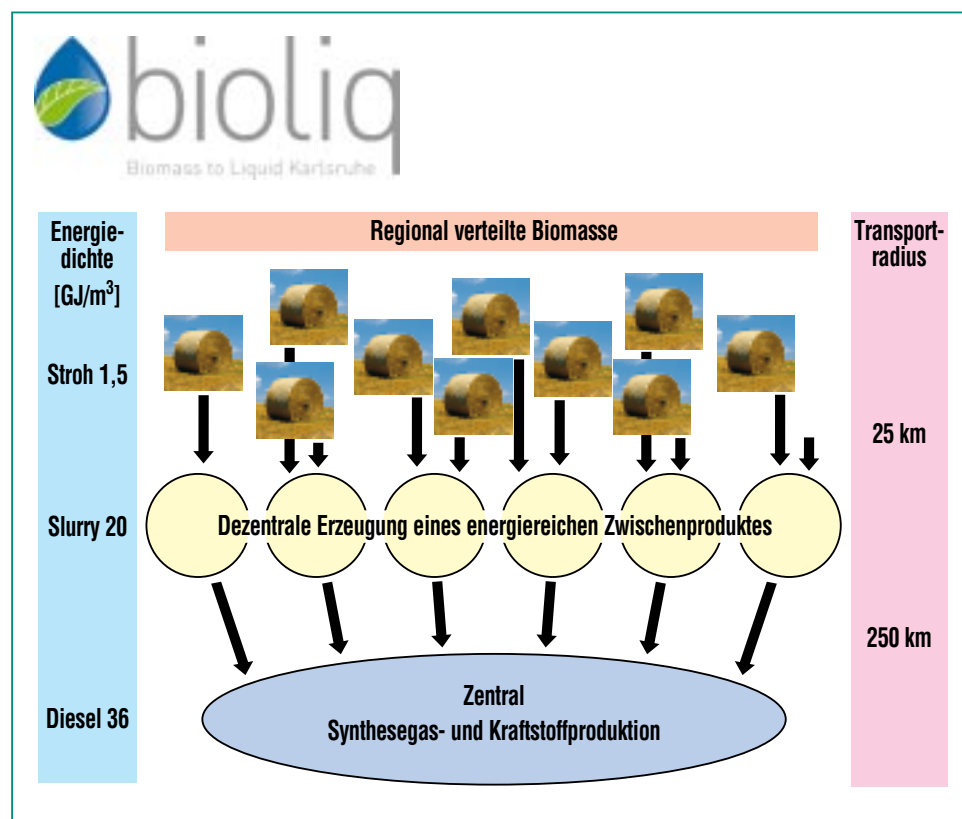 bioliq
Biomass to Liquid Karlsruhe
Energie-
dichte
[GJ/m³]
Regional verteilte Biomasse
Transport-
radius
Stroh 1,5
25 km
Slurry 20
Dezentrale Erzeugung eines energiereichen Zwischenproduktes
250 km
Diesel 36
Zentral
Synthesegas- und Kraftstoffproduktion